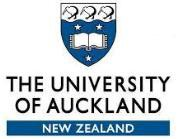 THE UNIVERSITY
OF AUCKLAND
NEW ZEALAND